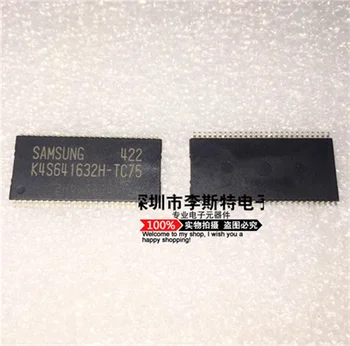 SAMSUNG 422
K4S641632H-TC75
深圳市李斯特电子
专业电子元器件
100% 实物拍摄 盗图必究
Welcome to my shop, I wish you
have a happy!